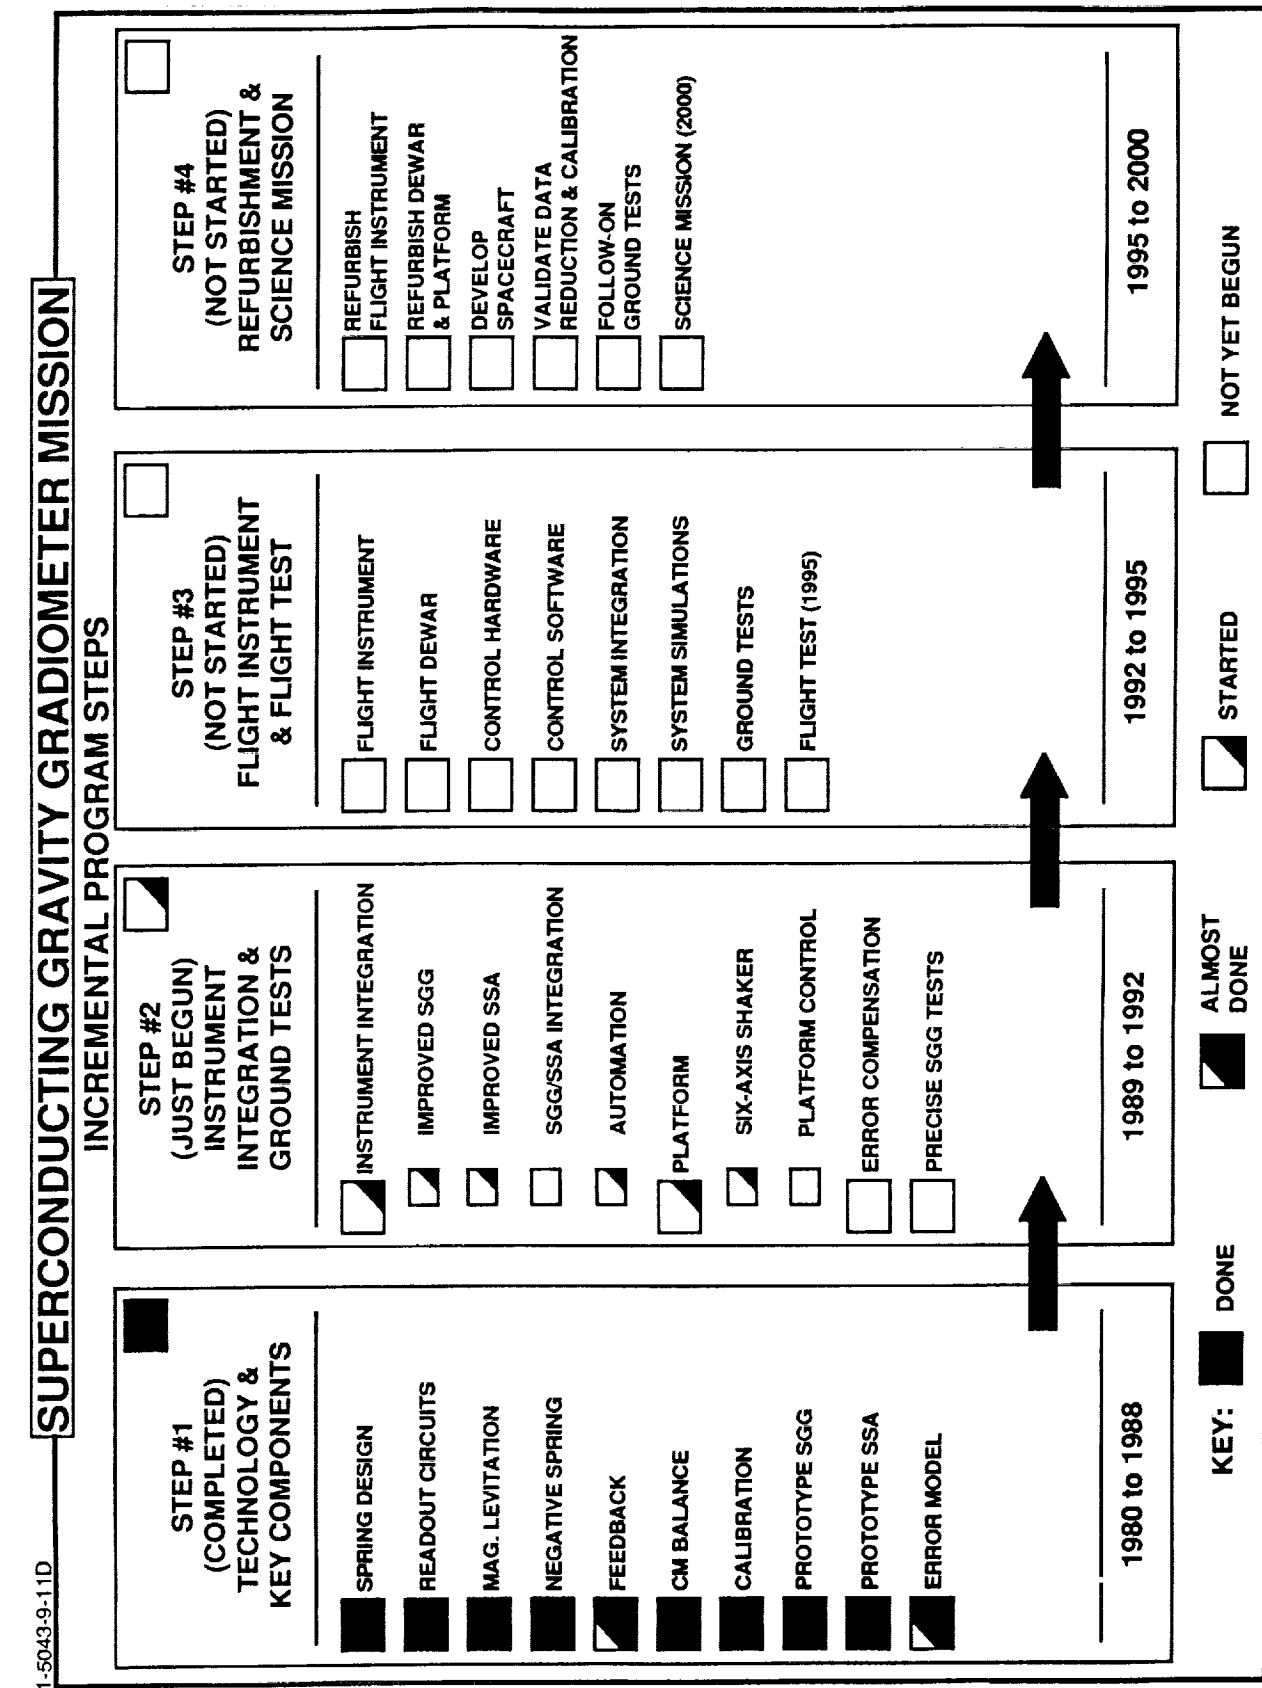 1-5043-9-11D
SUPERCONDUCTING GRAVITY GRADIOMETER MISSION
INCREMENTAL PROGRAM STEPS
STEP #1
(COMPLETED)
TECHNOLOGY &
KEY COMPONENTS
SPRING DESIGN
READOUT CIRCUITS
MAG. LEVITATION
NEGATIVE SPRING
FEEDBACK
CM BALANCE
CALIBRATION
PROTOTYPE SGG
PROTOTYPE SSA
ERROR MODEL
1980 to 1988
STEP #2
(JUST BEGUN)
INSTRUMENT
INTEGRATION &
GROUND TESTS
INSTRUMENT INTEGRATION
IMPROVED SGG
IMPROVED SSA
SGG/SSA INTEGRATION
AUTOMATION
PLATFORM
SIX-AXIS SHAKER
PLATFORM CONTROL
ERROR COMPENSATION
PRECISE SGG TESTS
1989 to 1992
STEP #3
(NOT STARTED)
FLIGHT INSTRUMENT
& FLIGHT TEST
FLIGHT INSTRUMENT
FLIGHT DEWAR
CONTROL HARDWARE
CONTROL SOFTWARE
SYSTEM INTEGRATION
SYSTEM SIMULATIONS
GROUND TESTS
FLIGHT TEST (1995)
1992 to 1995
STEP #4
(NOT STARTED)
REFURBISHMENT &
SCIENCE MISSION
REFURBISH
FLIGHT INSTRUMENT
REFURBISH DEWAR
& PLATFORM
DEVELOP
SPACECRAFT
VALIDATE DATA
REDUCTION & CALIBRATION
FOLLOW-ON
GROUND TESTS
SCIENCE MISSION (2000)
1995 to 2000
KEY:
DONE
ALMOST
DONE
STARTED
NOT YET BEGUN